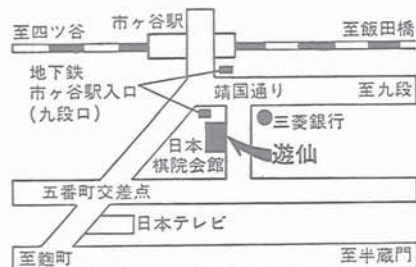 市ヶ谷駅
至四ツ谷
至飯田橋
地下鉄
市ヶ谷駅入口
(九段口)
靖国通り
至九段
三菱銀行
日本
棋院会館
遊仙
五番町交差点
日本テレビ
至麹町
至半蔵門